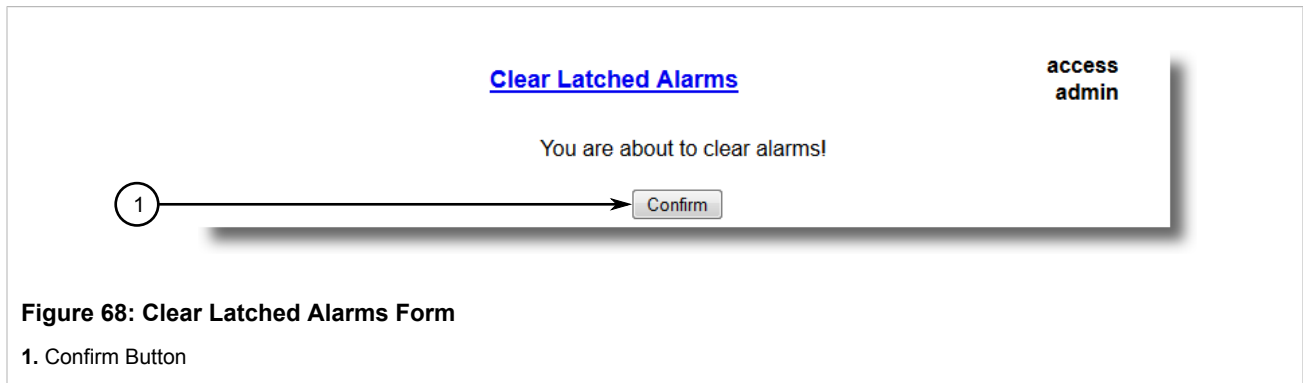 Clear Latched Alarms
access
admin
You are about to clear alarms!
1
Confirm
Figure 68: Clear Latched Alarms Form
1. Confirm Button